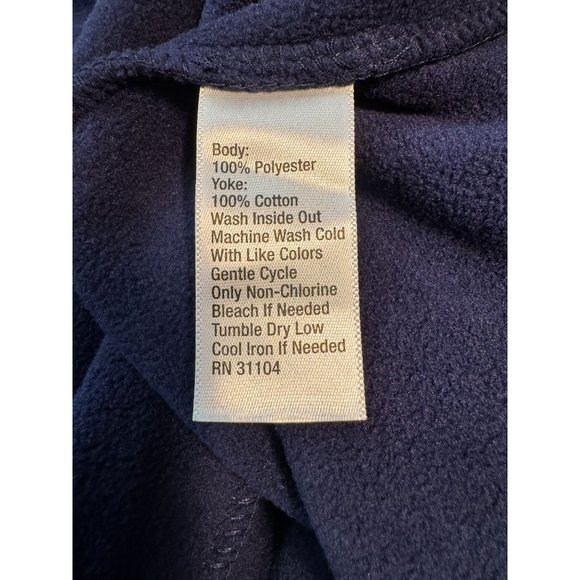 Body:
100% Polyester
Yoke:
100% Cotton
Wash Inside Out
Machine Wash Cold
With Like Colors
Gentle Cycle
Only Non-Chlorine
Bleach If Needed
Tumble Dry Low
Cool Iron If Needed
RN 31104